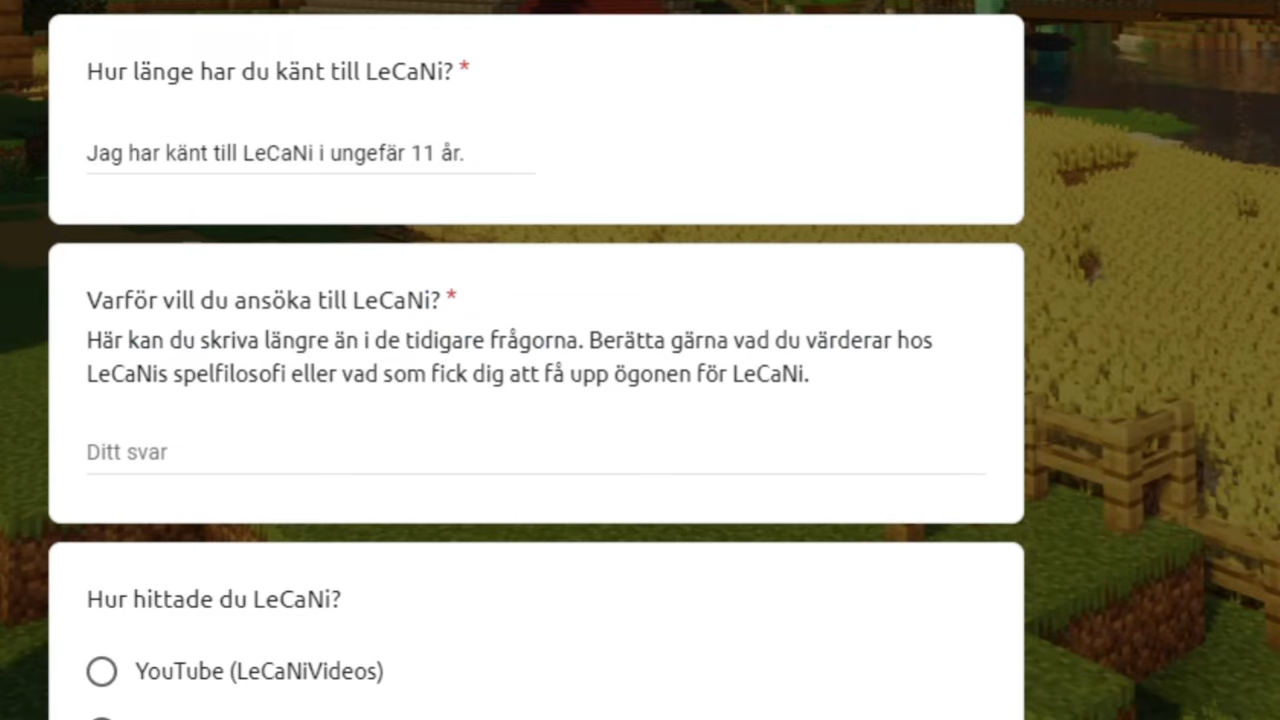 Hur länge har du känt till LeCaNi? *
Jag har känt till LeCaNi i ungefär 11 år.
Varför vill du ansöka till LeCaNi? *
Här kan du skriva längre än i de tidigare frågorna. Berätta gärna vad du värderar hos
LeCaNis spelfilosofi eller vad som fick dig att få upp ögonen för LeCaNi.
Ditt svar
Hur hittade du LeCaNi?
YouTube (LeCaNiVideos)